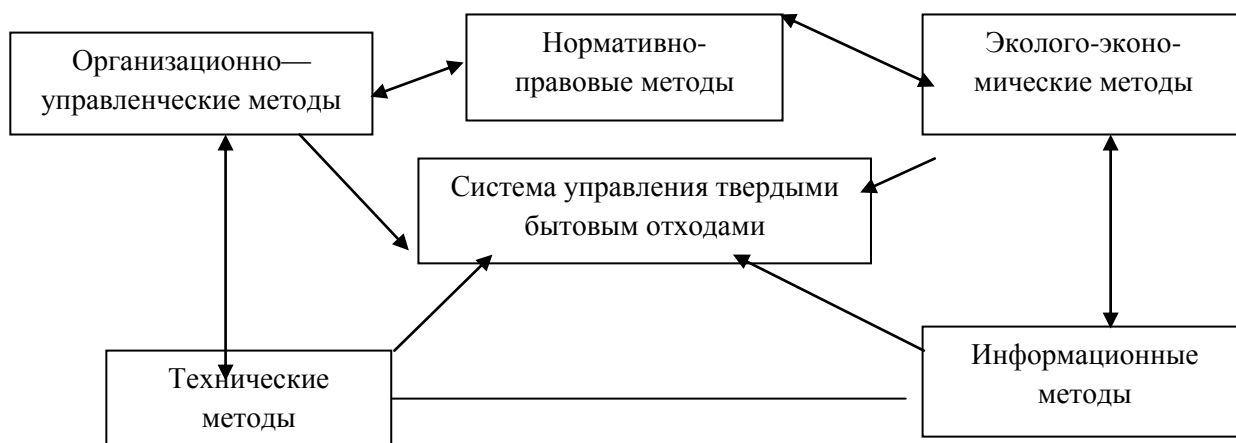 Организационно—
управленческие методы
Нормативно-
правовые методы
Эколого-эконо-
мические методы
Система управления твердыми
бытовым отходами
Технические
методы
Информационные
методы